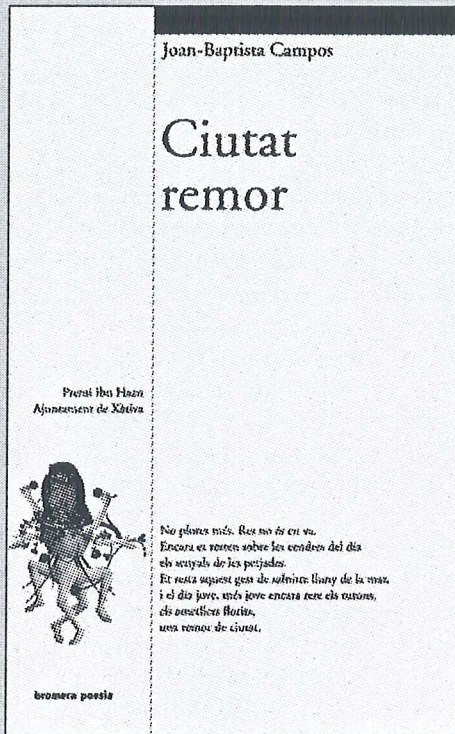 Joan-Baptista Campos
Ciutat
remor
Premi Ibn Hazm
Ajuntament de Xàtiva
No plores més. Res no és en va.
Encara et resten sobre les cendres del dia
els senyals de les petjades.
Et resta aquest gest de lluny de la mar,
i el dia jove, més jove encara rere els turons,
els ametllers florits,
una remor de ciutat.
bromera poesia